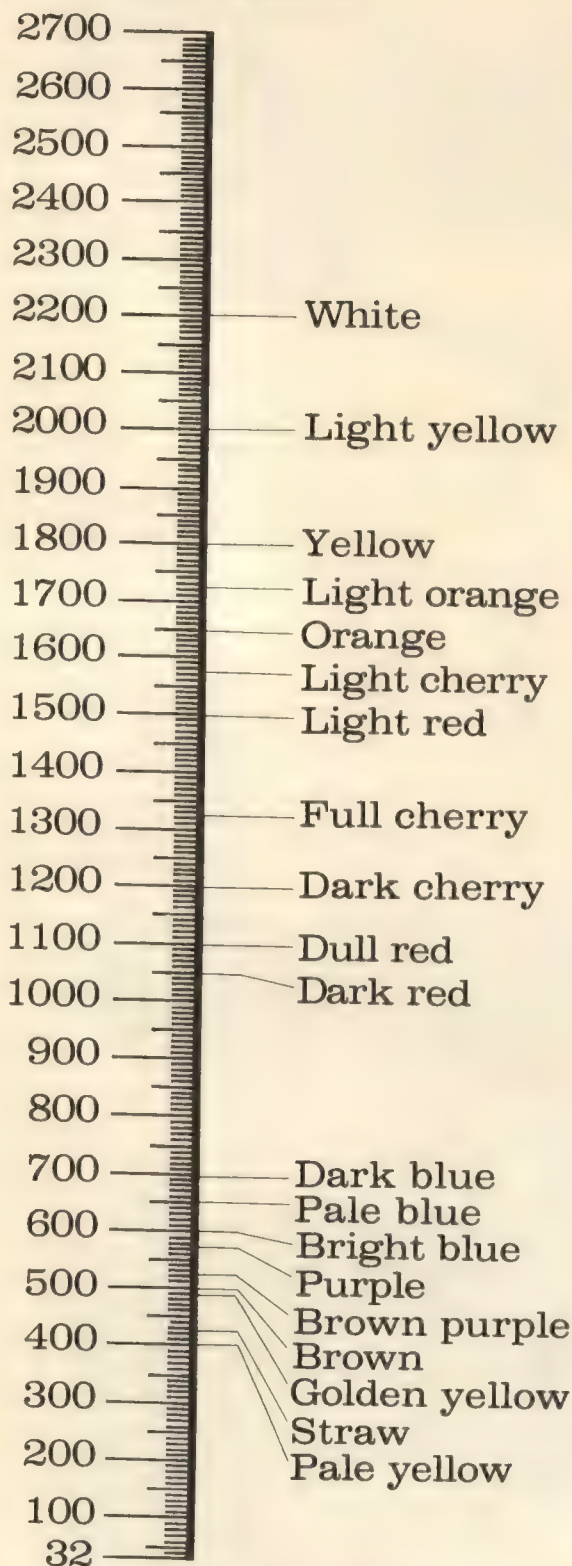 2700
2600
2500
2400
2300
2200 White
2100
2000 Light yellow
1900
1800 Yellow
1700 Light orange
Orange
1600
Light cherry
1500 Light red
1400
1300 Full cherry
1200 Dark cherry
1100 Dull red
1000 Dark red
900
800
700 Dark blue
Pale blue
600 Bright blue
Purple
500
Brown purple
Brown
400
Golden yellow
300
Straw
200 Pale yellow
100
32